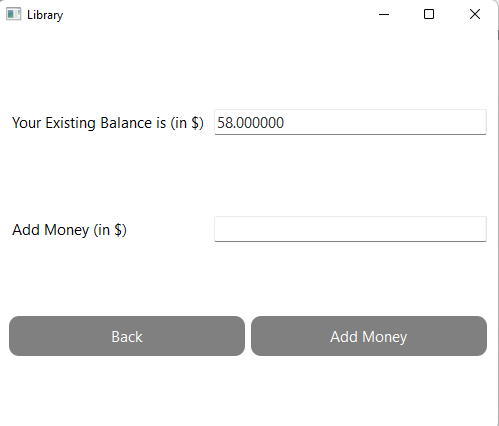 Library
Your Existing Balance is (in $) 58.000000
Add Money (in $)
Back Add Money